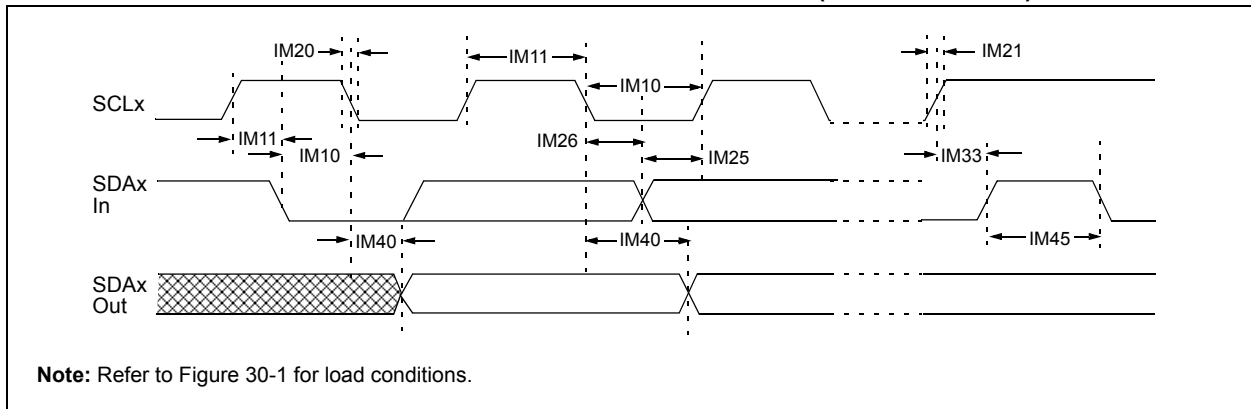 IM20
IM11
IM21
SCLx
IM10
IM11
IM10
IM26
IM25
IM33
SDAx
In
IM40
IM40
IM45
SDAx
Out
Note: Refer to Figure 30-1 for load conditions.